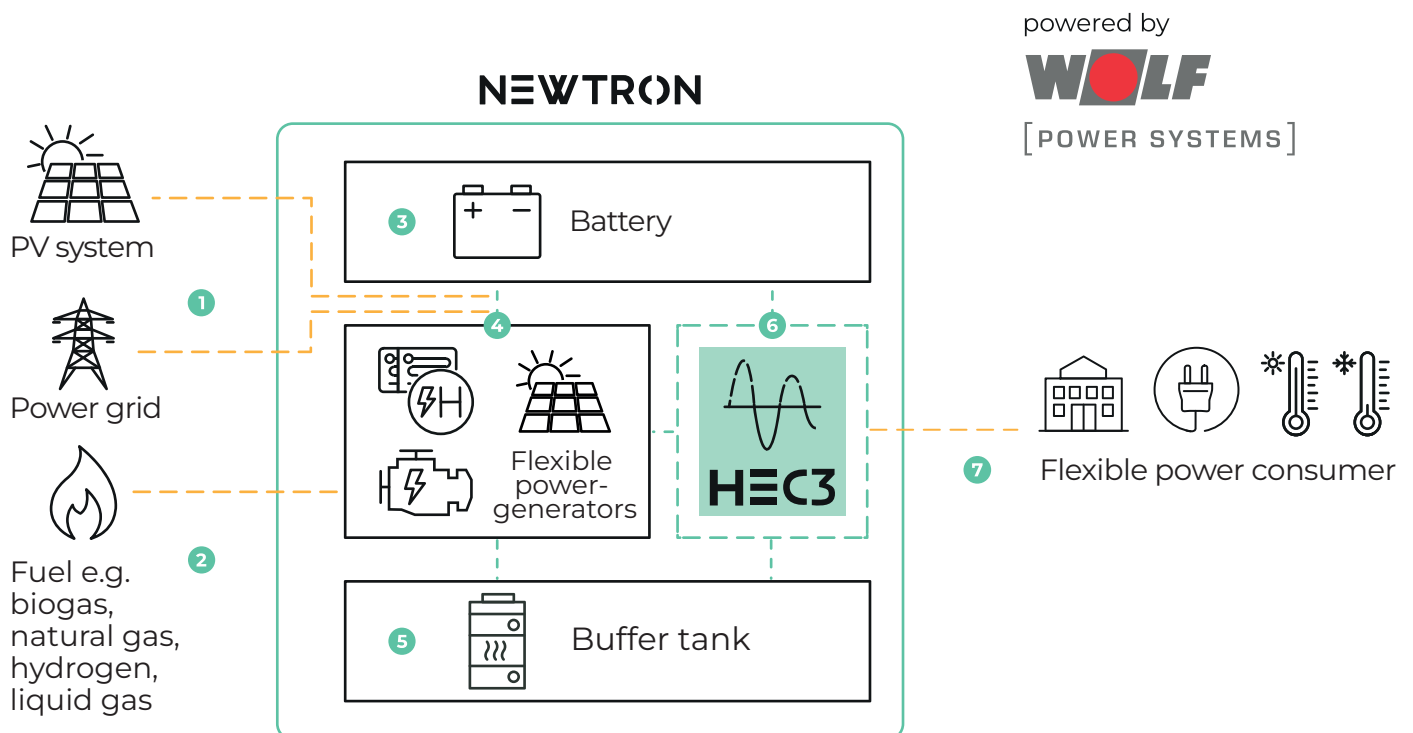 powered by
WOLF
[POWER SYSTEMS]
NEWTRON
PV system
1
Power grid
2
Fuel e.g.
biogas,
natural gas,
hydrogen,
liquid gas
3
+ −
Battery
4
H
Flexible
power-
generators
6
HEC3
5
Buffer tank
7
Flexible power consumer